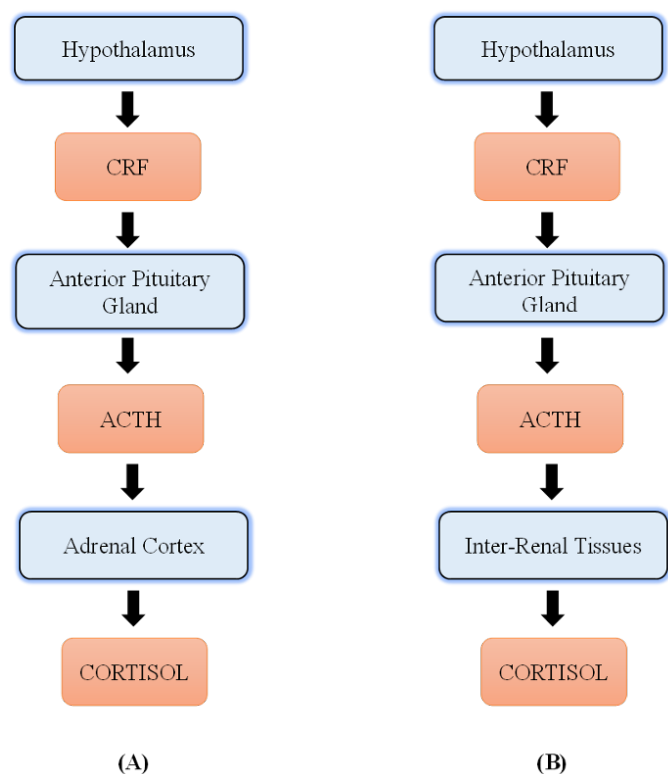 Hypothalamus
CRF
Anterior Pituitary
Gland
ACTH
Adrenal Cortex
CORTISOL
(A)
Hypothalamus
CRF
Anterior Pituitary
Gland
ACTH
Inter-Renal Tissues
CORTISOL
(B)